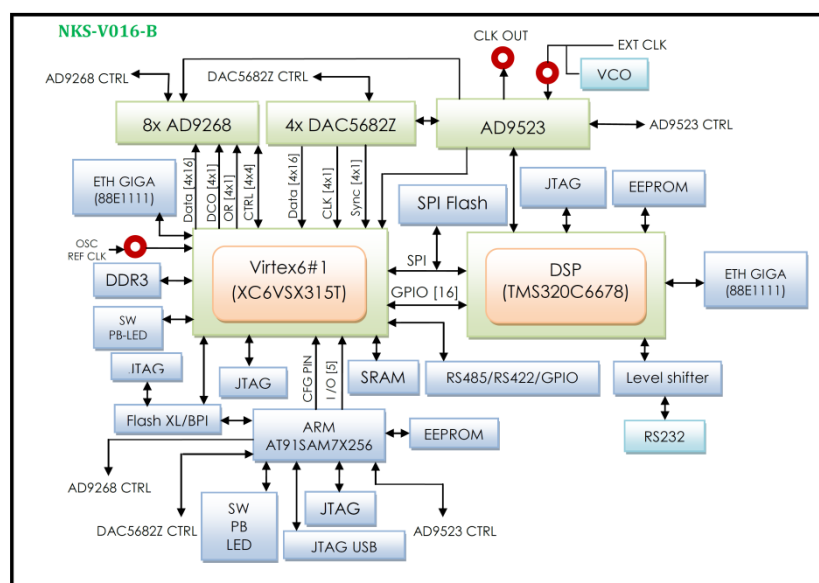 NKS-V016-B
CLK OUT
EXT CLK
VCO
AD9268 CTRL
DAC5682Z CTRL
8x AD9268
4x DAC5682Z
AD9523
AD9523 CTRL
ETH GIGA
(88E1111)
Data [4x16]
DCO [4x1]
OR [4x1]
CTRL [4x4]
Data [4x16]
CLK [4x1]
Sync [4x1]
SPI Flash
JTAG
EEPROM
OSC
REF CLK
Virtex6#1
(XC6VSX315T)
SPI
GPIO [16]
DSP
(TMS320C6678)
ETH GIGA
(88E1111)
DDR3
SW
PB-LED
JTAG
JTAG
CFG PIN
I/O [5]
SRAM
RS485/RS422/GPIO
Level shifter
Flash XL/BPI
ARM
AT91SAM7X256
EEPROM
RS232
AD9268 CTRL
DAC5682Z CTRL
SW
PB
LED
JTAG
JTAG USB
AD9523 CTRL